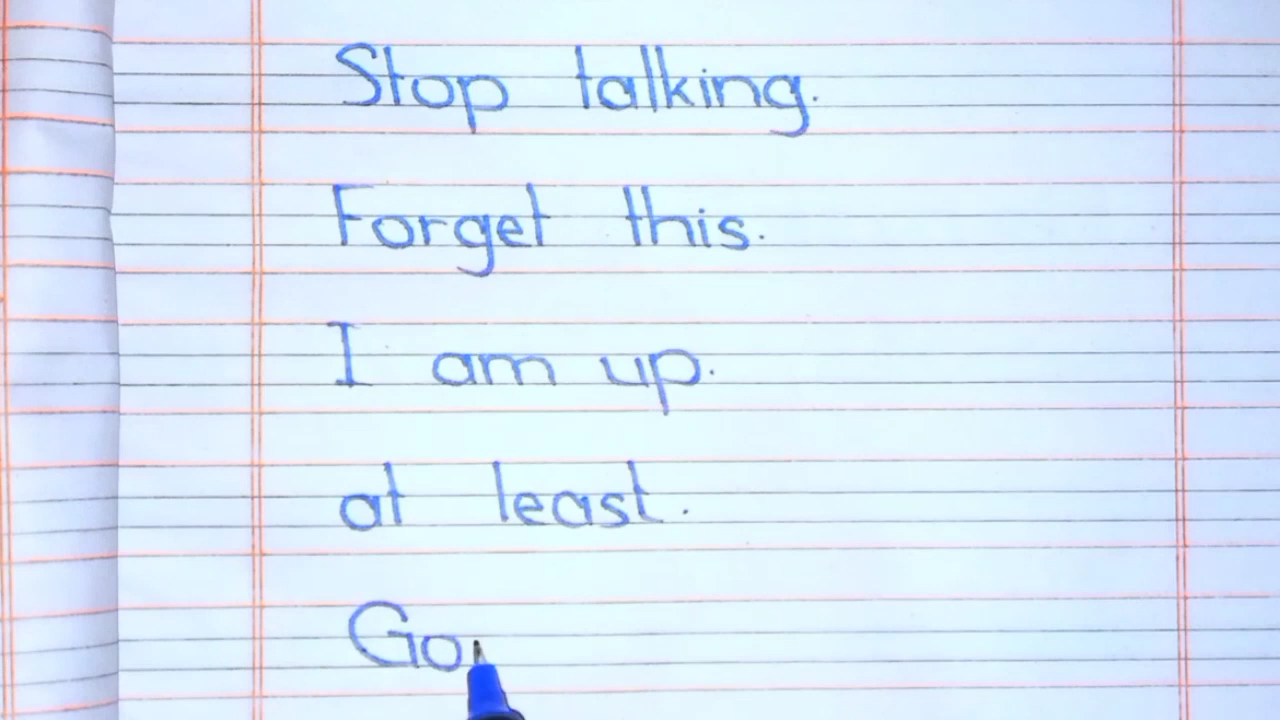 Stop talking.
Forget this.
I am up.
at least.
Go